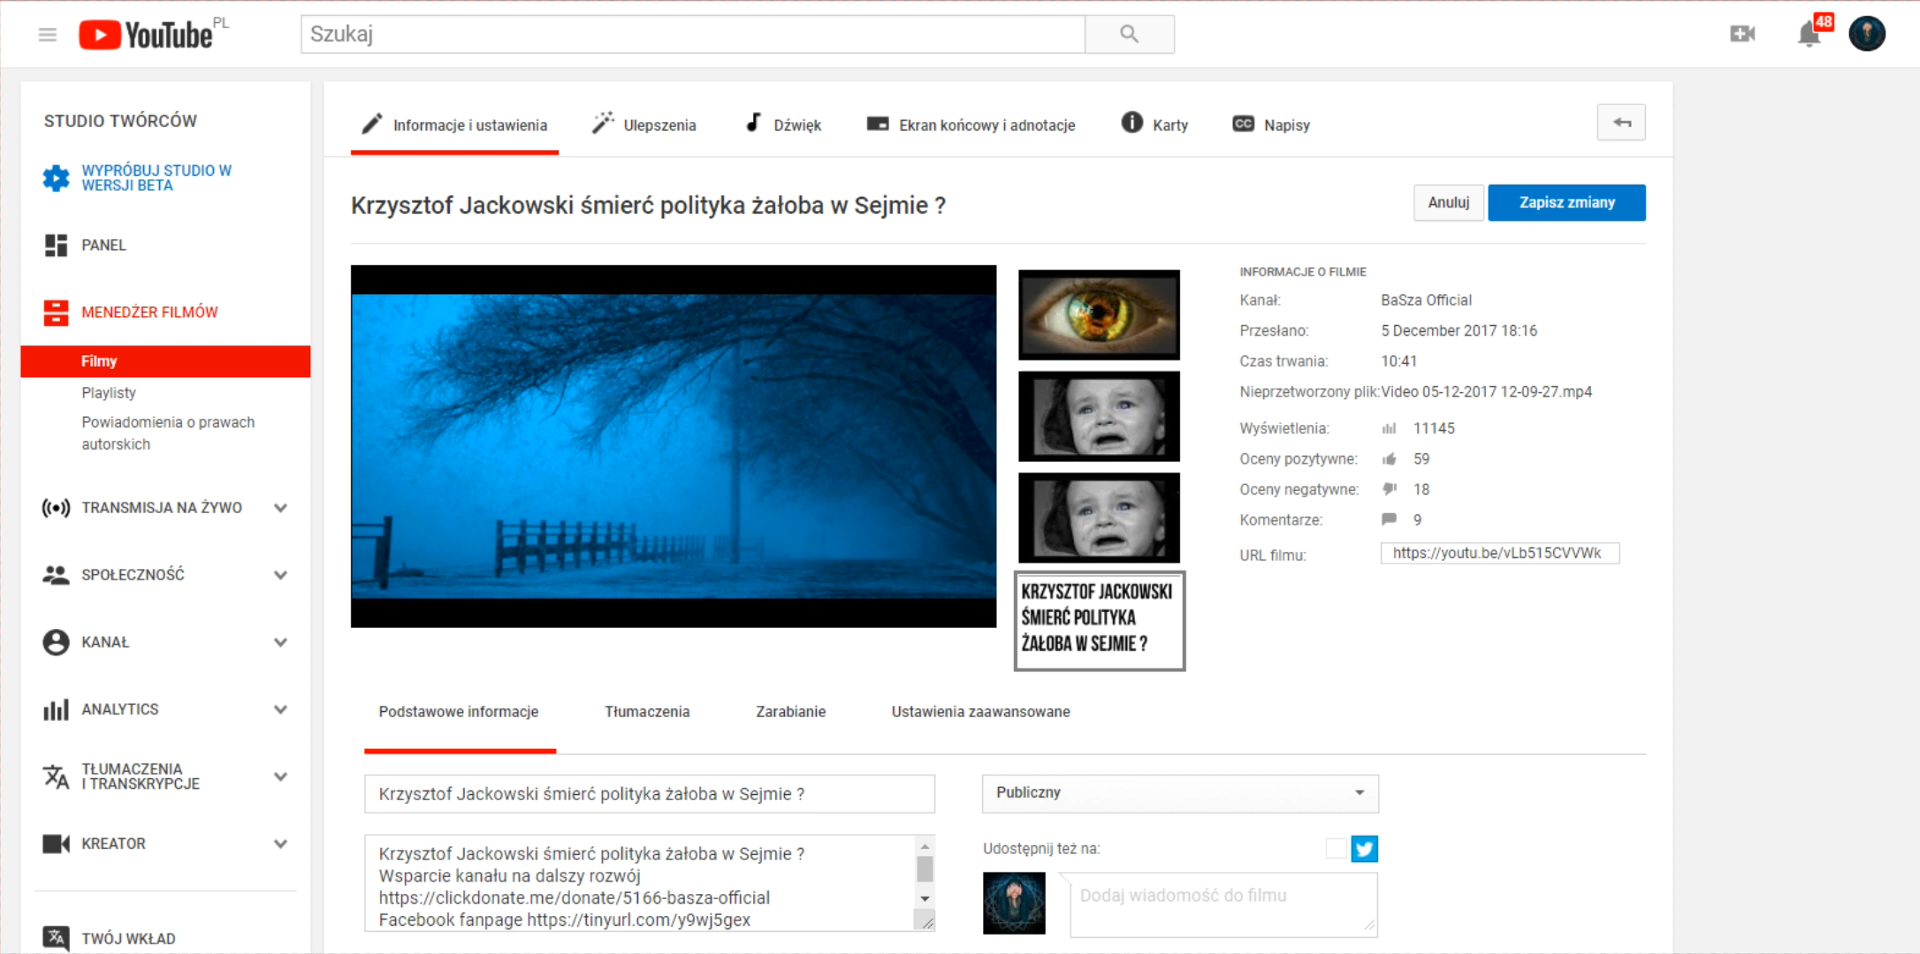 YouTube PL
Szukaj
48
STUDIO TWÓRCÓW
WYPRÓBUJ STUDIO W
WERSJI BETA
PANEL
MENEDŻER FILMÓW
Filmy
Playlisty
Powiadomienia o prawach
autorskich
TRANSMISJA NA ŻYWO
SPOŁECZNOŚĆ
KANAŁ
ANALYTICS
TŁUMACZENIA
I TRANSKRYPCJE
KREATOR
TWÓJ WKŁAD
Informacje i ustawienia
Ulepszenia
Dźwięk
Ekran końcowy i adnotacje
Karty
CC Napisy
Krzysztof Jackowski śmierć polityka żałoba w Sejmie ?
Anuluj
Zapisz zmiany
KRZYSZTOF JACKOWSKI
ŚMIERĆ POLITYKA
ŻAŁOBA W SEJMIE ?
INFORMACJE O FILMIE
Kanał: BaSza Official
Przesłano: 5 December 2017 18:16
Czas trwania: 10:41
Nieprzetworzony plik: Video 05-12-2017 12-09-27.mp4
Wyświetlenia: 11145
Oceny pozytywne: 59
Oceny negatywne: 18
Komentarze: 9
URL filmu: https://youtu.be/vLb515CVVWk
Podstawowe informacje
Tłumaczenia
Zarabianie
Ustawienia zaawansowane
Krzysztof Jackowski śmierć polityka żałoba w Sejmie ?
Krzysztof Jackowski śmierć polityka żałoba w Sejmie ?
Wsparcie kanału na dalszy rozwój
https://clickdonate.me/donate/5166-basza-official
Facebook fanpage https://tinyurl.com/y9wj5gex
Publiczny
Udostępnij też na:
Dodaj wiadomość do filmu